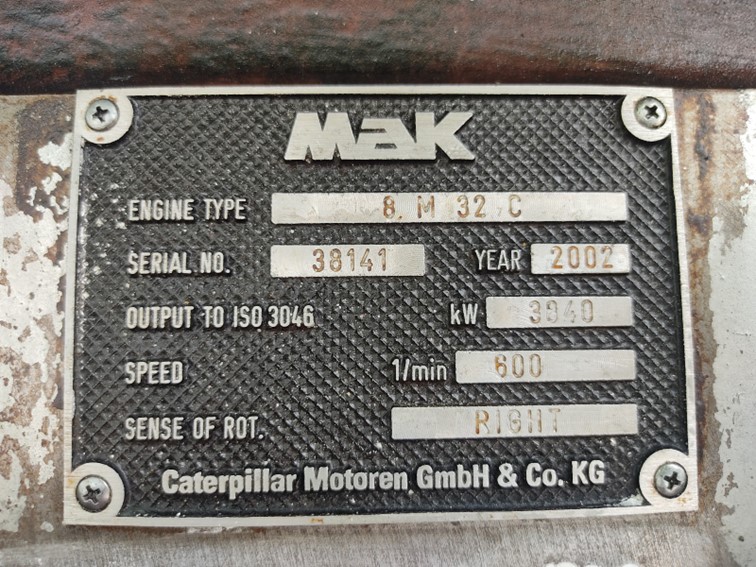 MaK
ENGINE TYPE 8 M 32 C
SERIAL NO. 38141 YEAR 2002
OUTPUT TO ISO 3046 kW 3840
SPEED 1/min 600
SENSE OF ROT. RIGHT
Caterpillar Motoren GmbH & Co. KG